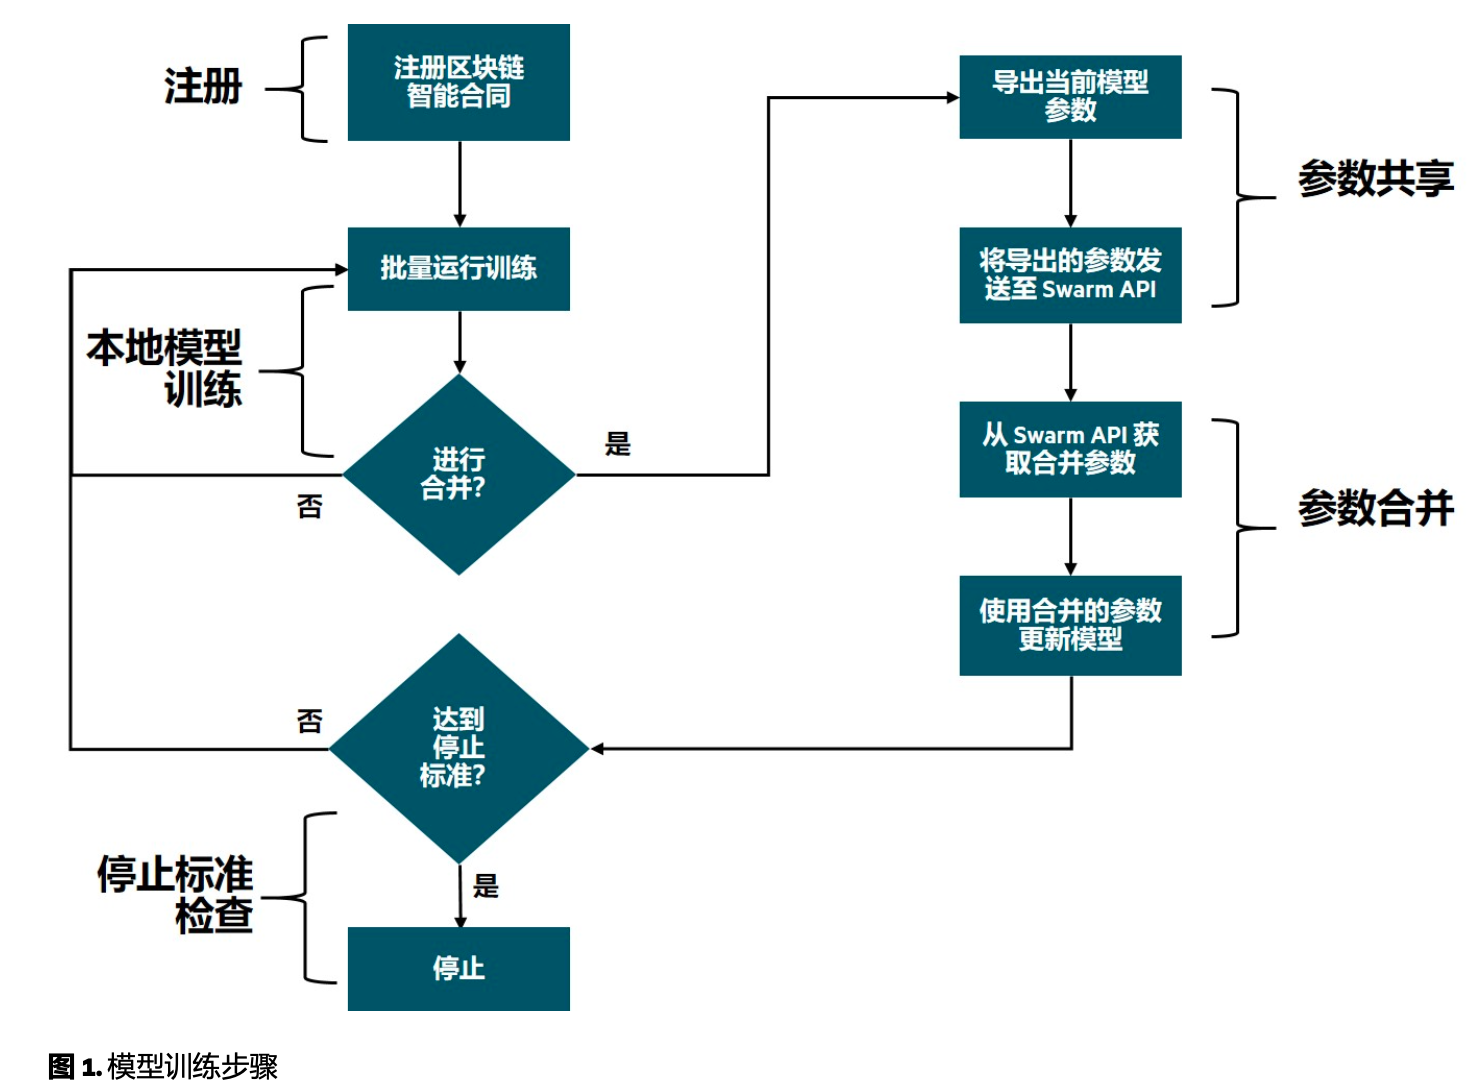 注册
注册区块链
智能合同
批量运行训练
本地模型
训练
进行
合并?
是
否
导出当前模型
参数
参数共享
将导出的参数发
送至 Swarm API
从 Swarm API 获
取合并参数
参数合并
使用合并的参数
更新模型
达到
停止
标准?
否
是
停止标准
检查
停止
图 1. 模型训练步骤